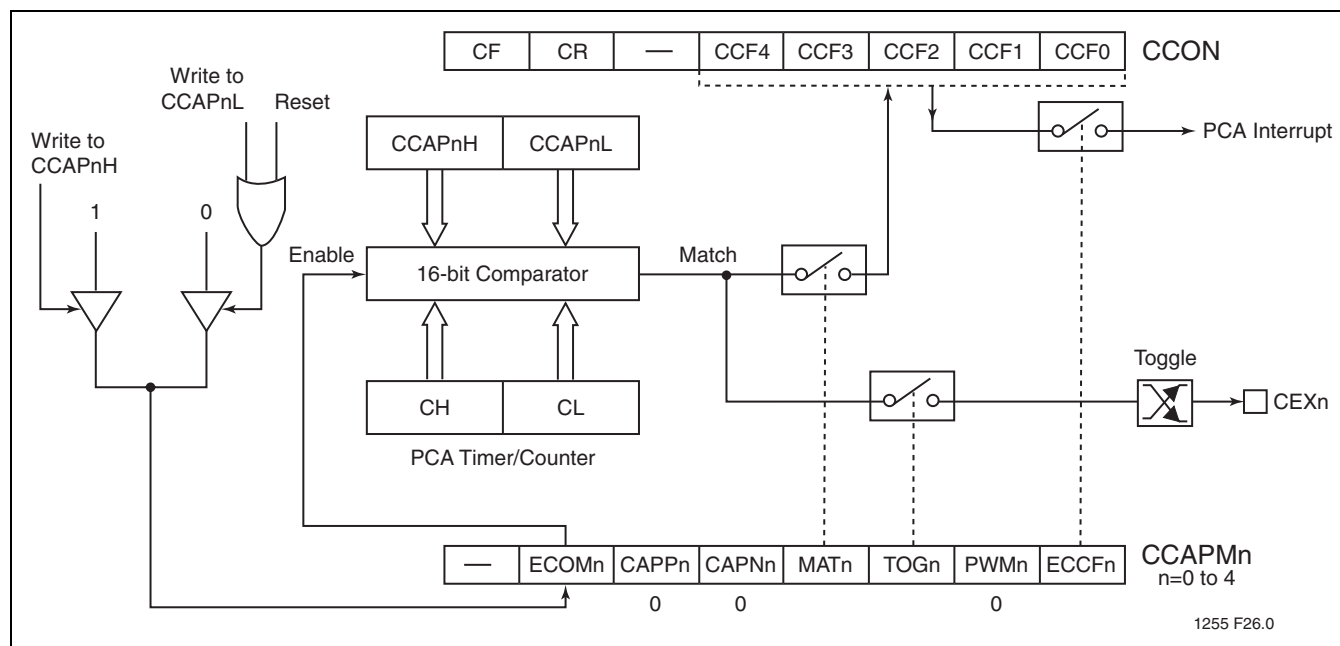 CF CR — CCF4 CCF3 CCF2 CCF1 CCF0 CCON
Write to
CCAPnL Reset
Write to
CCAPnH
CCAPnH CCAPnL
PCA Interrupt
1 0
Enable 16-bit Comparator Match
Toggle
CH CL
CEXn
PCA Timer/Counter
— ECOMn CAPPn CAPNn MATn TOGn PWMn ECCFn CCAPMn
n=0 to 4
0 0 0
1255 F26.0